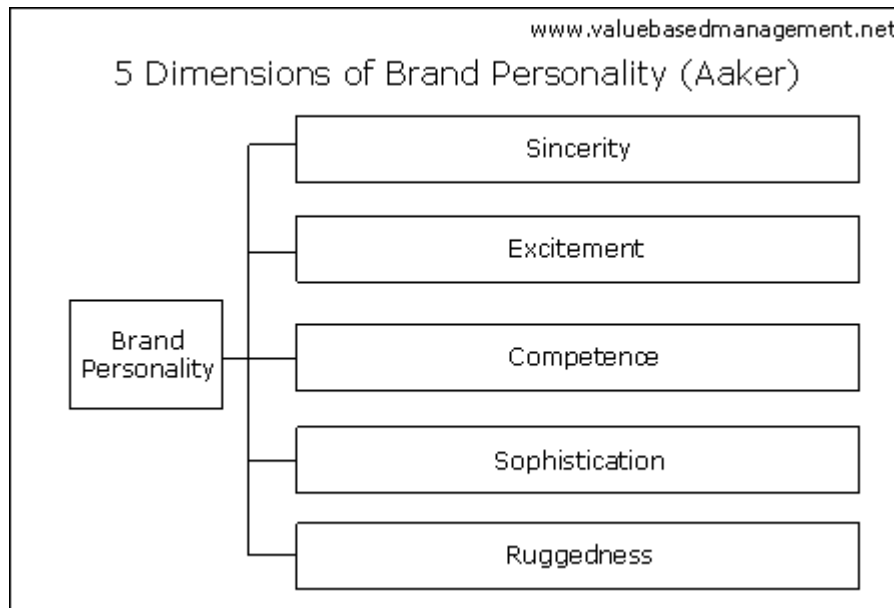 www.valuebasedmanagement.net
5 Dimensions of Brand Personality (Aaker)
Sincerity
Excitement
Brand
Personality
Competence
Sophistication
Ruggedness